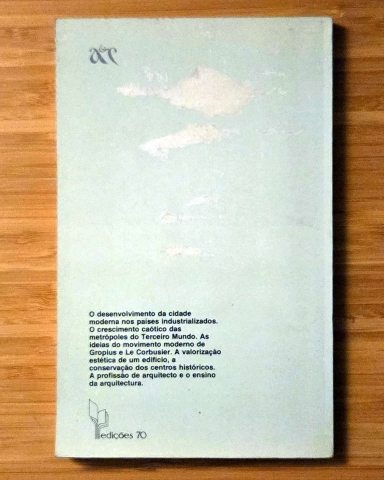 O desenvolvimento da cidade
moderna nos países industrializados.
O crescimento caótico das
metrópoles do Terceiro Mundo. As
ideias do movimento moderno de
Gropius e Le Corbusier. A valorização
estética de um edifício, a
conservação dos centros históricos.
A profissão de arquitecto e o ensino
da arquitectura.
edições 70